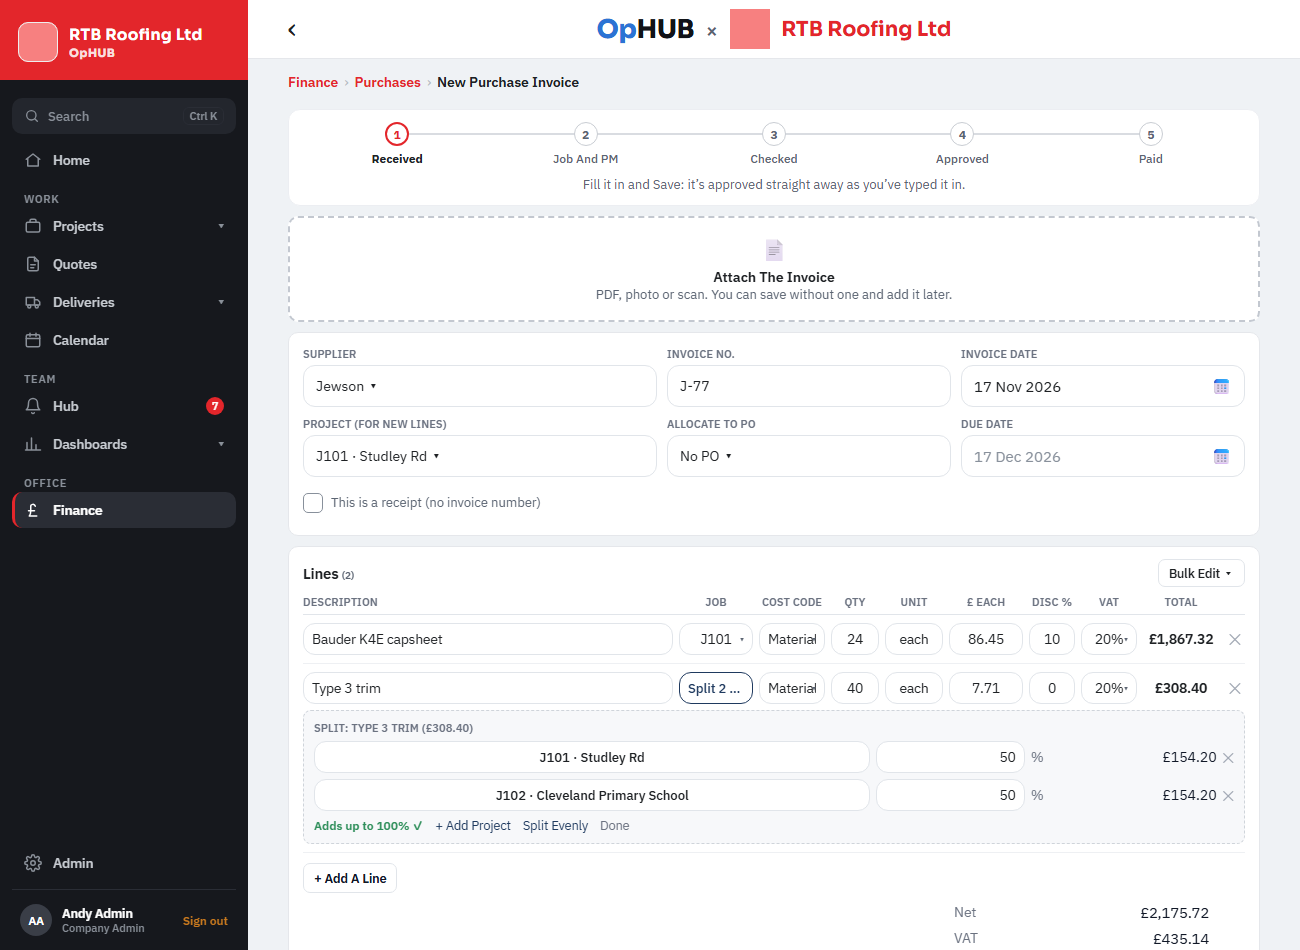 RTB Roofing Ltd
OpHUB
Search Ctrl K
Home
WORK
Projects
Quotes
Deliveries
Calendar
TEAM
Hub 7
Dashboards
OFFICE
£ Finance
Admin
AA Andy Admin
Company Admin
Sign out
OpHUB × RTB Roofing Ltd
Finance › Purchases › New Purchase Invoice
1 2 3 4 5
Received Job And PM Checked Approved Paid
Fill it in and Save: it’s approved straight away as you’ve typed it in.
Attach The Invoice
PDF, photo or scan. You can save without one and add it later.
SUPPLIER INVOICE NO. INVOICE DATE
Jewson J-77 17 Nov 2026
PROJECT (FOR NEW LINES) ALLOCATE TO PO DUE DATE
J101 · Studley Rd No PO 17 Dec 2026
This is a receipt (no invoice number)
Lines (2) Bulk Edit
DESCRIPTION JOB COST CODE QTY UNIT £ EACH DISC % VAT TOTAL
Bauder K4E capsheet J101 Material 24 each 86.45 10 20% £1,867.32
Type 3 trim Split 2 ... Material 40 each 7.71 0 20% £308.40
SPLIT: TYPE 3 TRIM (£308.40)
J101 · Studley Rd 50 % £154.20
J102 · Cleveland Primary School 50 % £154.20
Adds up to 100% ✓ + Add Project Split Evenly Done
+ Add A Line
Net £2,175.72
VAT £435.14